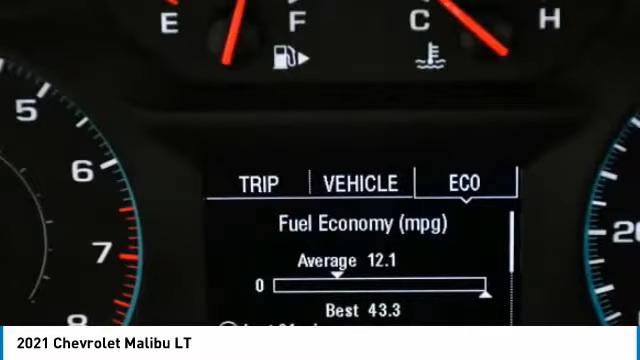 E F C H
5
6
7
8
20
TRIP VEHICLE ECO
Fuel Economy (mpg)
Average 12.1
0
Best 43.3
2021 Chevrolet Malibu LT